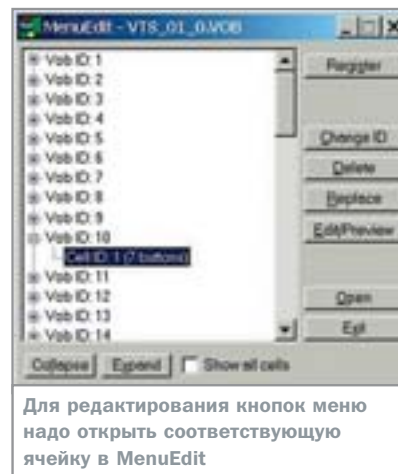 MenuEdit - VTS_01_0.VOB
Vob ID: 1
Vob ID: 2
Vob ID: 3
Vob ID: 4
Vob ID: 5
Vob ID: 6
Vob ID: 7
Vob ID: 8
Vob ID: 9
Vob ID: 10
Cell ID: 1 (7 buttons)
Vob ID: 11
Vob ID: 12
Vob ID: 13
Vob ID: 14
Register
Change ID
Delete
Replace
Edit/Preview
Open
Exit
Collapse Expand Show all cells
Для редактирования кнопок меню
надо открыть соответствующую
ячейку в MenuEdit